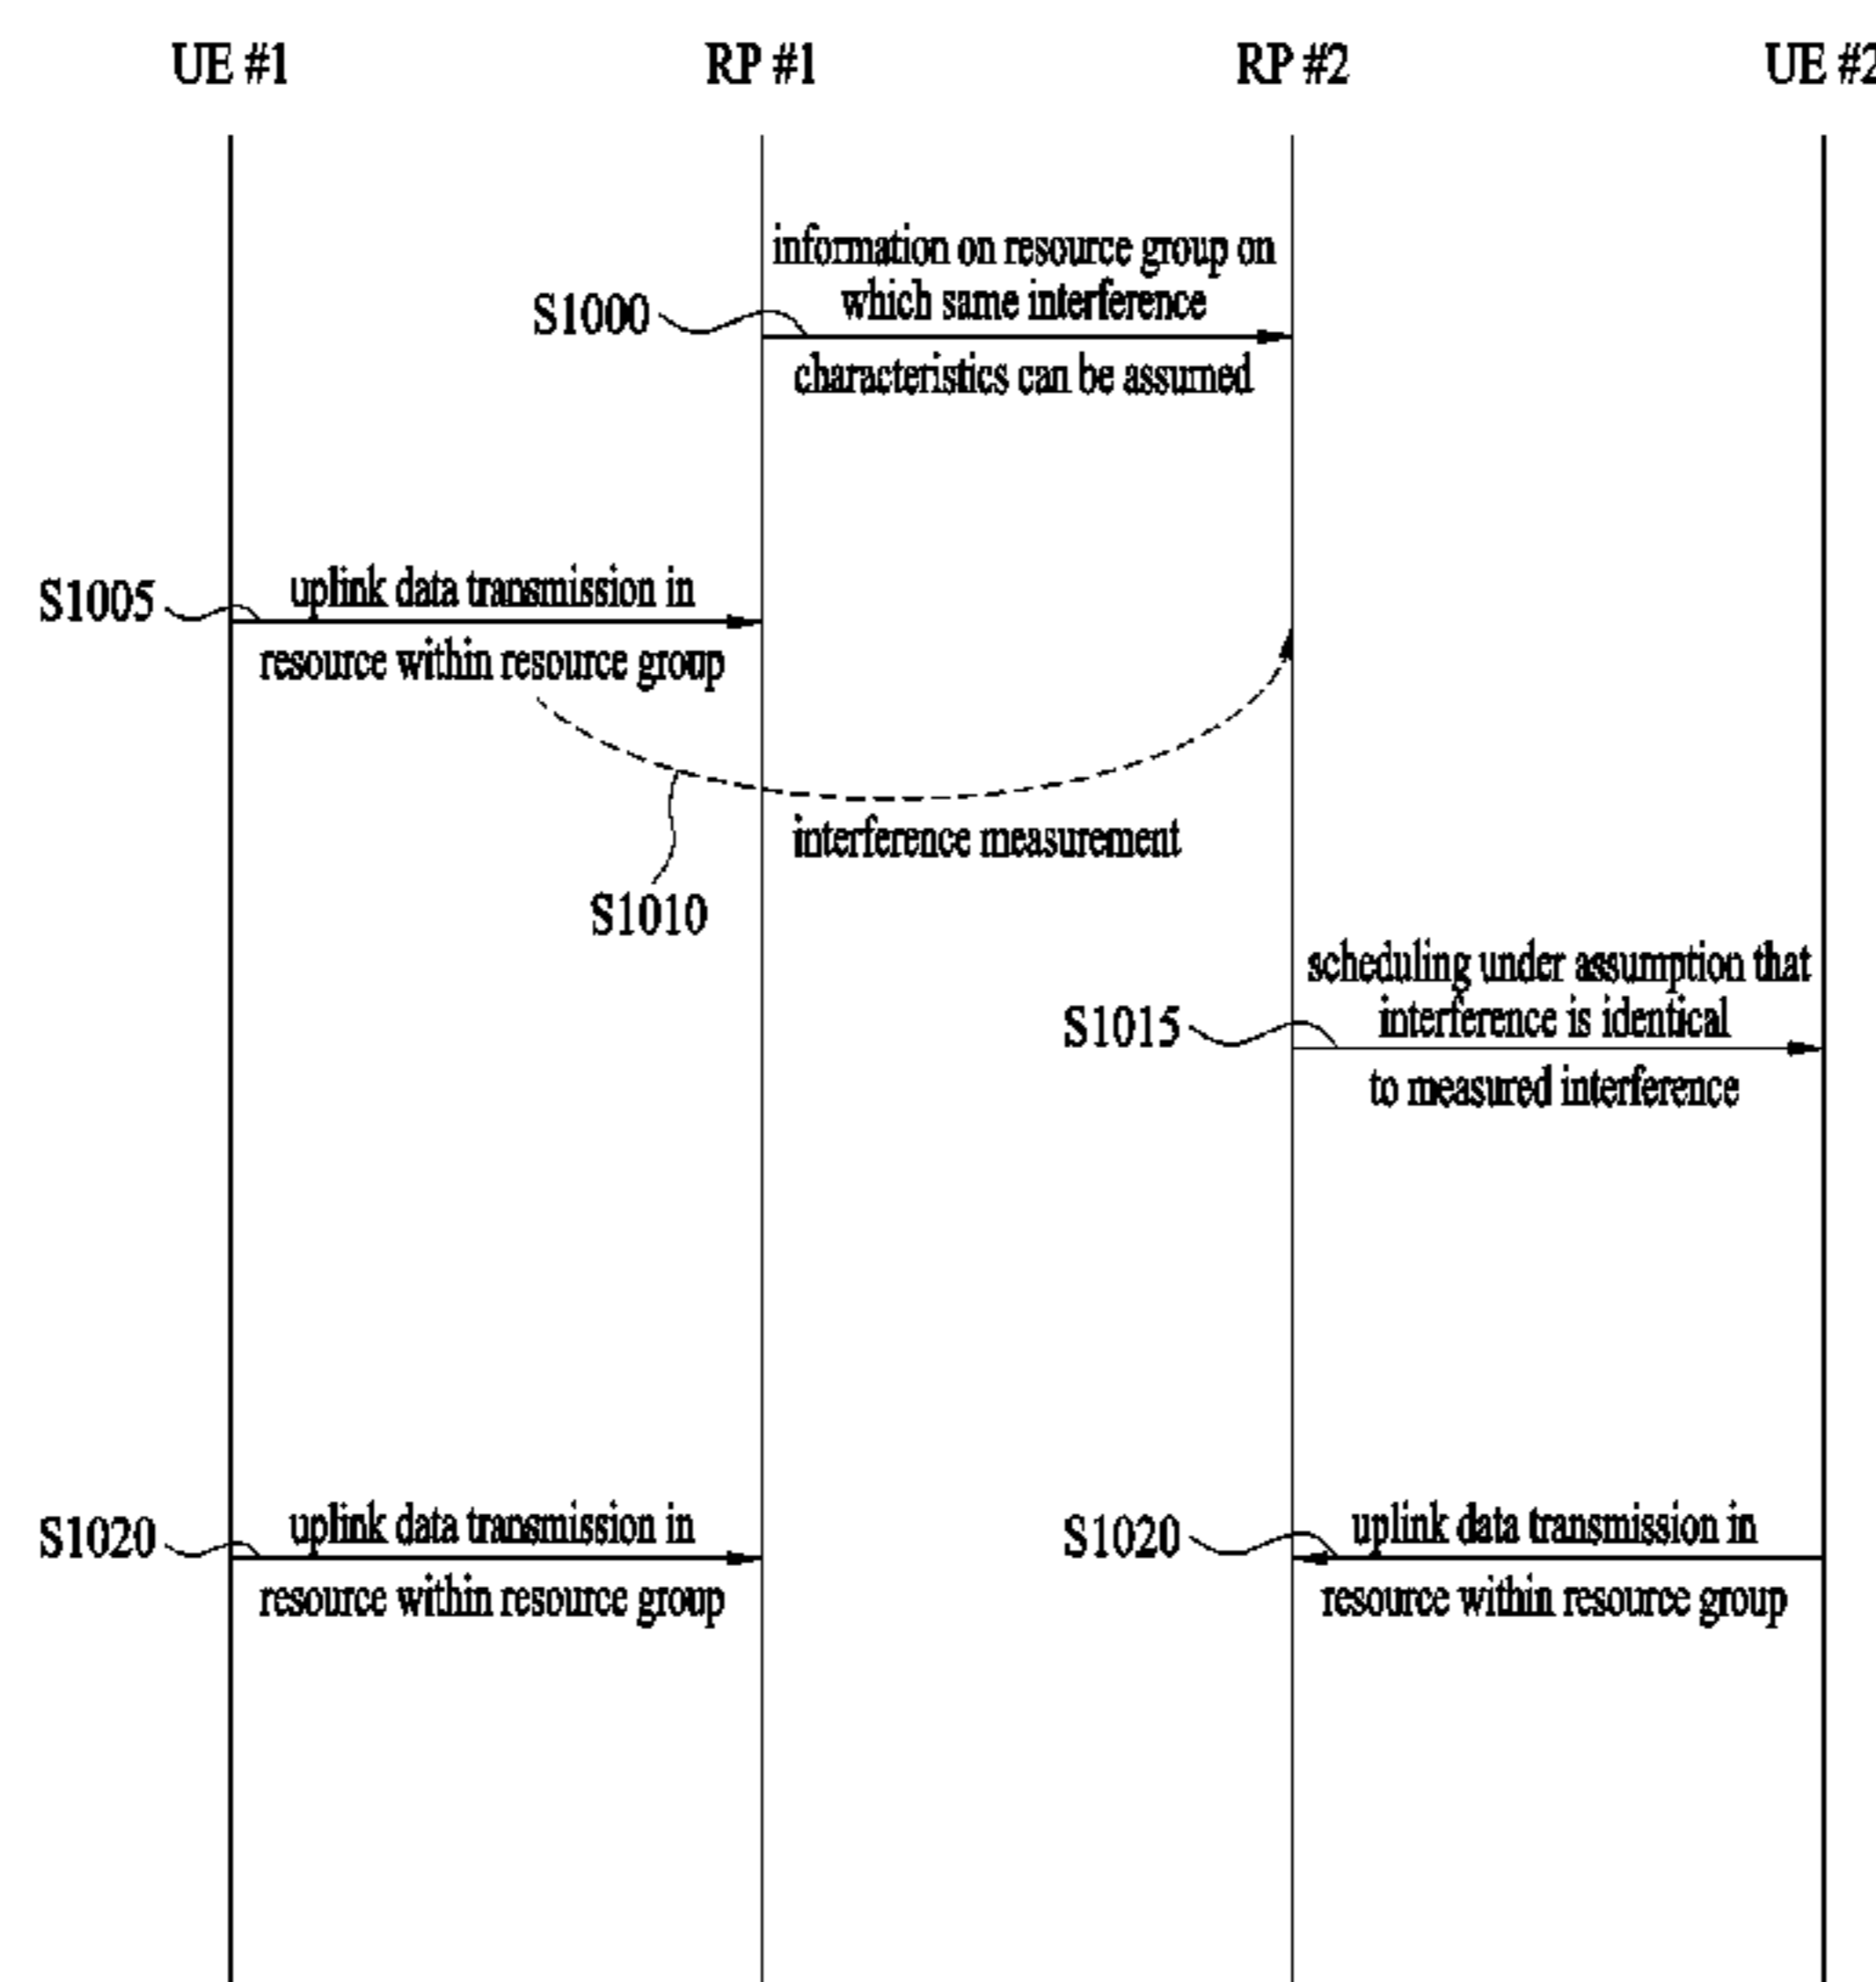 UE #1
RP #1
RP #2
UE #2
information on resource group on
which same interference
S1000
characteristics can be assumed
uplink data transmission in
S1005
resource within resource group
interference measurement
S1010
scheduling under assumption that
interference is identical
S1015
to measured interference
uplink data transmission in
S1020
resource within resource group
uplink data transmission in
S1020
resource within resource group